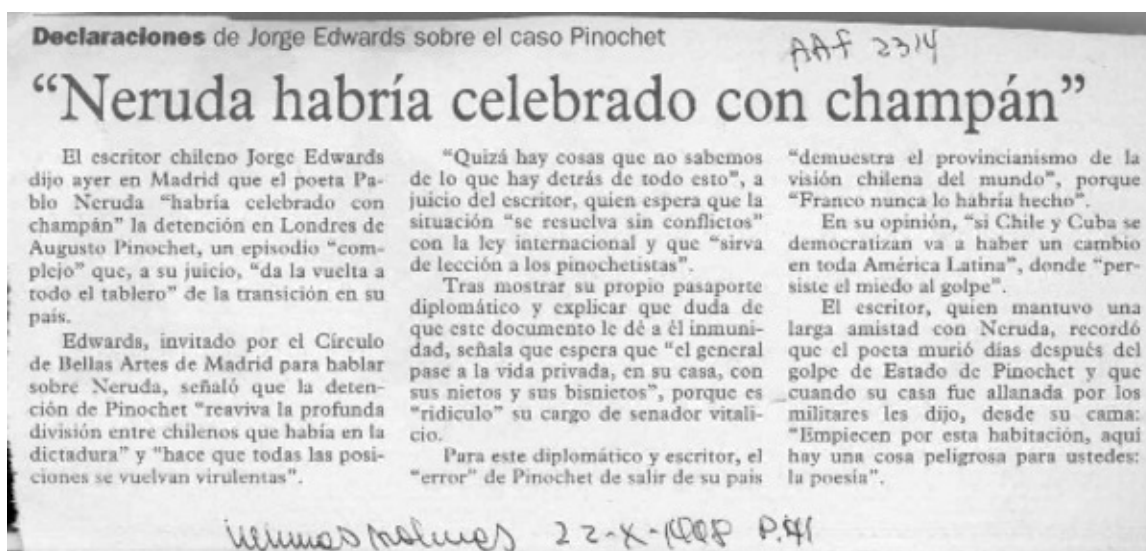 Declaraciones de Jorge Edwards sobre el caso Pinochet
AAF 2314
“Neruda habría celebrado con champán”
El escritor chileno Jorge Edwards
dijo ayer en Madrid que el poeta Pa-
blo Neruda “habría celebrado con
champán” la detención en Londres de
Augusto Pinochet, un episodio “com-
plejo” que, a su juicio, “da la vuelta a
todo el tablero” de la transición en su
país.
Edwards, invitado por el Círculo
de Bellas Artes de Madrid para hablar
sobre Neruda, señaló que la deten-
ción de Pinochet “reaviva la profunda
división entre chilenos que había en la
dictadura” y “hace que todas las posi-
ciones se vuelvan virulentas”.
“Quizá hay cosas que no sabemos
de lo que hay detrás de todo esto”, a
juicio del escritor, quien espera que la
situación “se resuelva sin conflictos”
con la ley internacional y que “sirva
de lección a los pinochetistas”.
Tras mostrar su propio pasaporte
diplomático y explicar que duda de
que este documento le dé a él inmuni-
dad, señala que espera que “el general
pase a la vida privada, en su casa, con
sus nietos y sus bisnietos”, porque es
“ridículo” su cargo de senador vitali-
cio.
Para este diplomático y escritor, el
“error” de Pinochet de salir de su país
“demuestra el provincianismo de la
visión chilena del mundo”, porque
“Franco nunca lo habría hecho”.
En su opinión, “si Chile y Cuba se
democratizan va a haber un cambio
en toda América Latina”, donde “per-
siste el miedo al golpe”.
El escritor, quien mantuvo una
larga amistad con Neruda, recordó
que el poeta murió días después del
golpe de Estado de Pinochet y que
cuando su casa fue allanada por los
militares les dijo, desde su cama:
“Empiecen por esta habitación, aquí
hay una cosa peligrosa para ustedes:
la poesía”.
22-X-1998 P.41